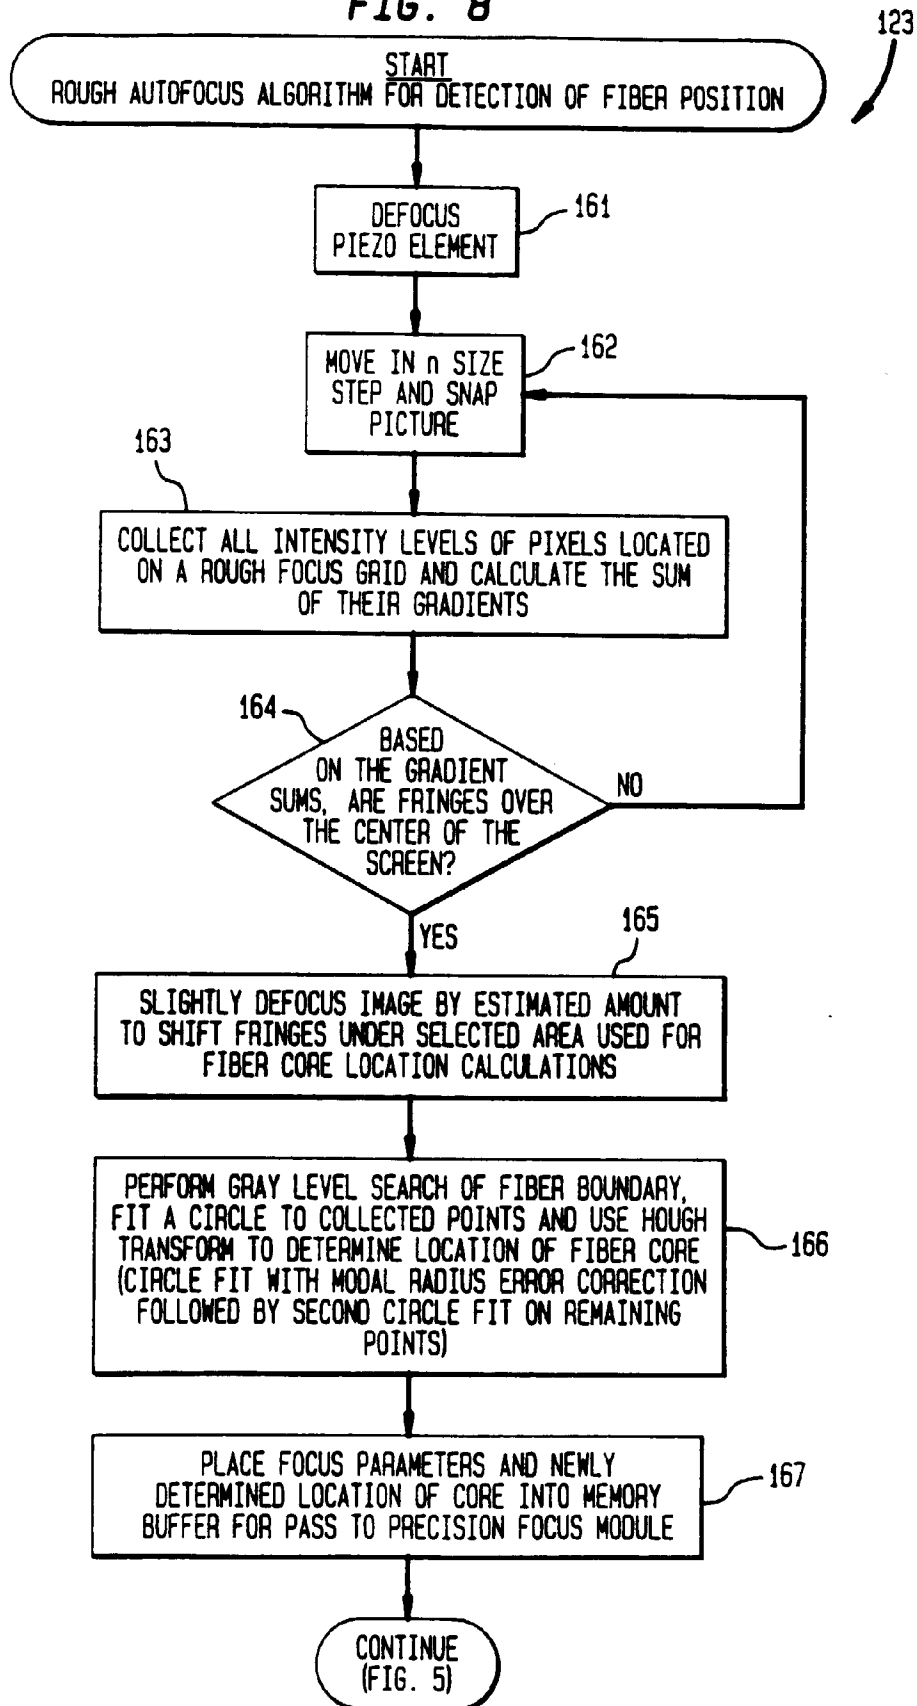 FIG. 8
123
START
ROUGH AUTOFOCUS ALGORITHM FOR DETECTION OF FIBER POSITION
DEFOCUS
PIEZO ELEMENT
161
MOVE IN n SIZE
STEP AND SNAP
PICTURE
162
163
COLLECT ALL INTENSITY LEVELS OF PIXELS LOCATED
ON A ROUGH FOCUS GRID AND CALCULATE THE SUM
OF THEIR GRADIENTS
164
BASED
ON THE GRADIENT
SUMS, ARE FRINGES OVER
THE CENTER OF THE
SCREEN?
NO
YES
165
SLIGHTLY DEFOCUS IMAGE BY ESTIMATED AMOUNT
TO SHIFT FRINGES UNDER SELECTED AREA USED FOR
FIBER CORE LOCATION CALCULATIONS
PERFORM GRAY LEVEL SEARCH OF FIBER BOUNDARY,
FIT A CIRCLE TO COLLECTED POINTS AND USE HOUGH
TRANSFORM TO DETERMINE LOCATION OF FIBER CORE
(CIRCLE FIT WITH MODAL RADIUS ERROR CORRECTION
FOLLOWED BY SECOND CIRCLE FIT ON REMAINING
POINTS)
166
PLACE FOCUS PARAMETERS AND NEWLY
DETERMINED LOCATION OF CORE INTO MEMORY
BUFFER FOR PASS TO PRECISION FOCUS MODULE
167
CONTINUE
(FIG. 5)